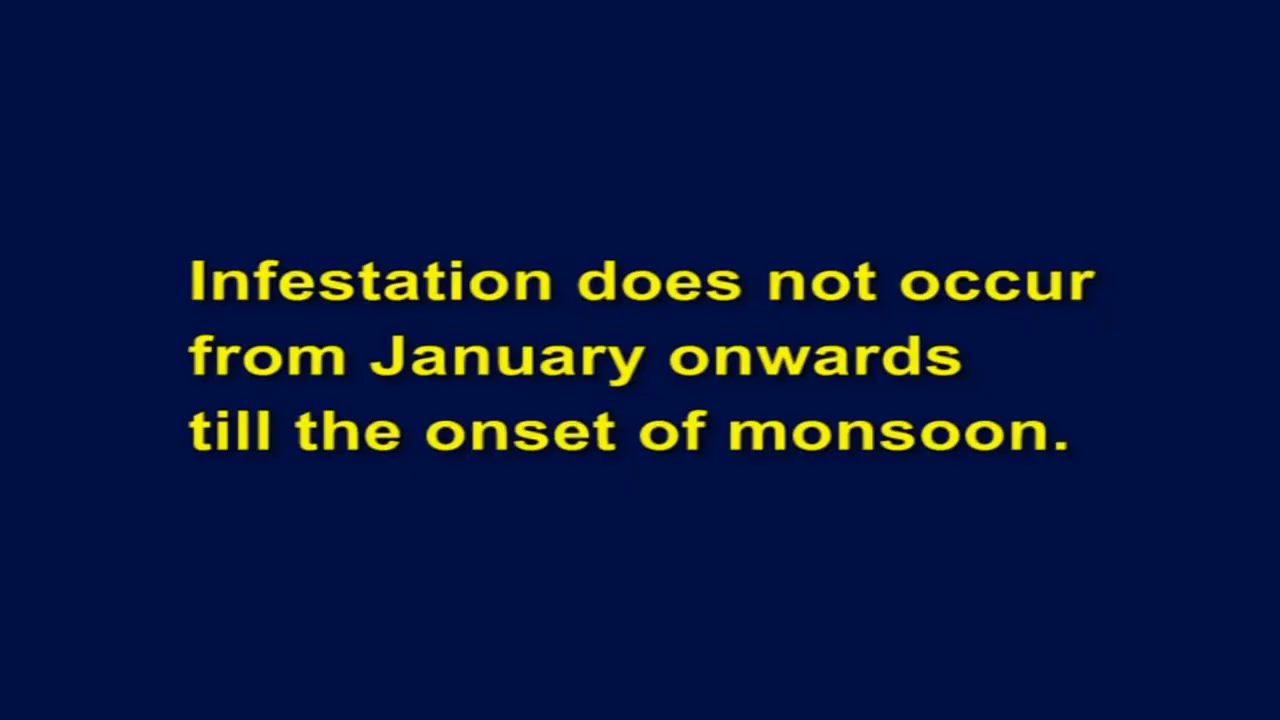 Infestation does not occur
from January onwards
till the onset of monsoon.